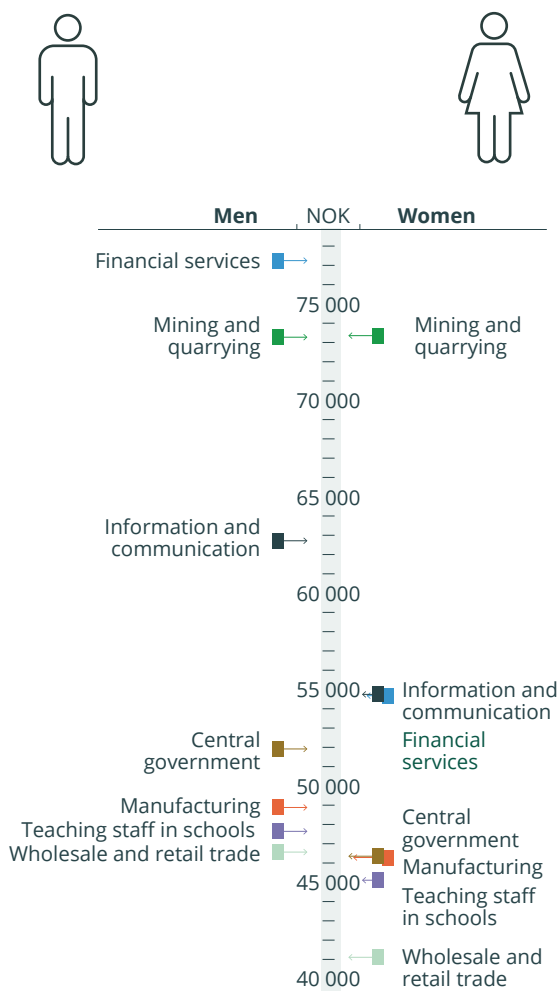 Men NOK Women
Financial services
75 000
Mining and
quarrying
Mining and
quarrying
70 000
65 000
Information and
communication
60 000
55 000
Information and
communication
Central
government
Financial
services
50 000
Manufacturing
Teaching staff in schools
Wholesale and retail trade
Central
government
Manufacturing
45 000
Teaching staff
in schools
Wholesale and
retail trade
40 000